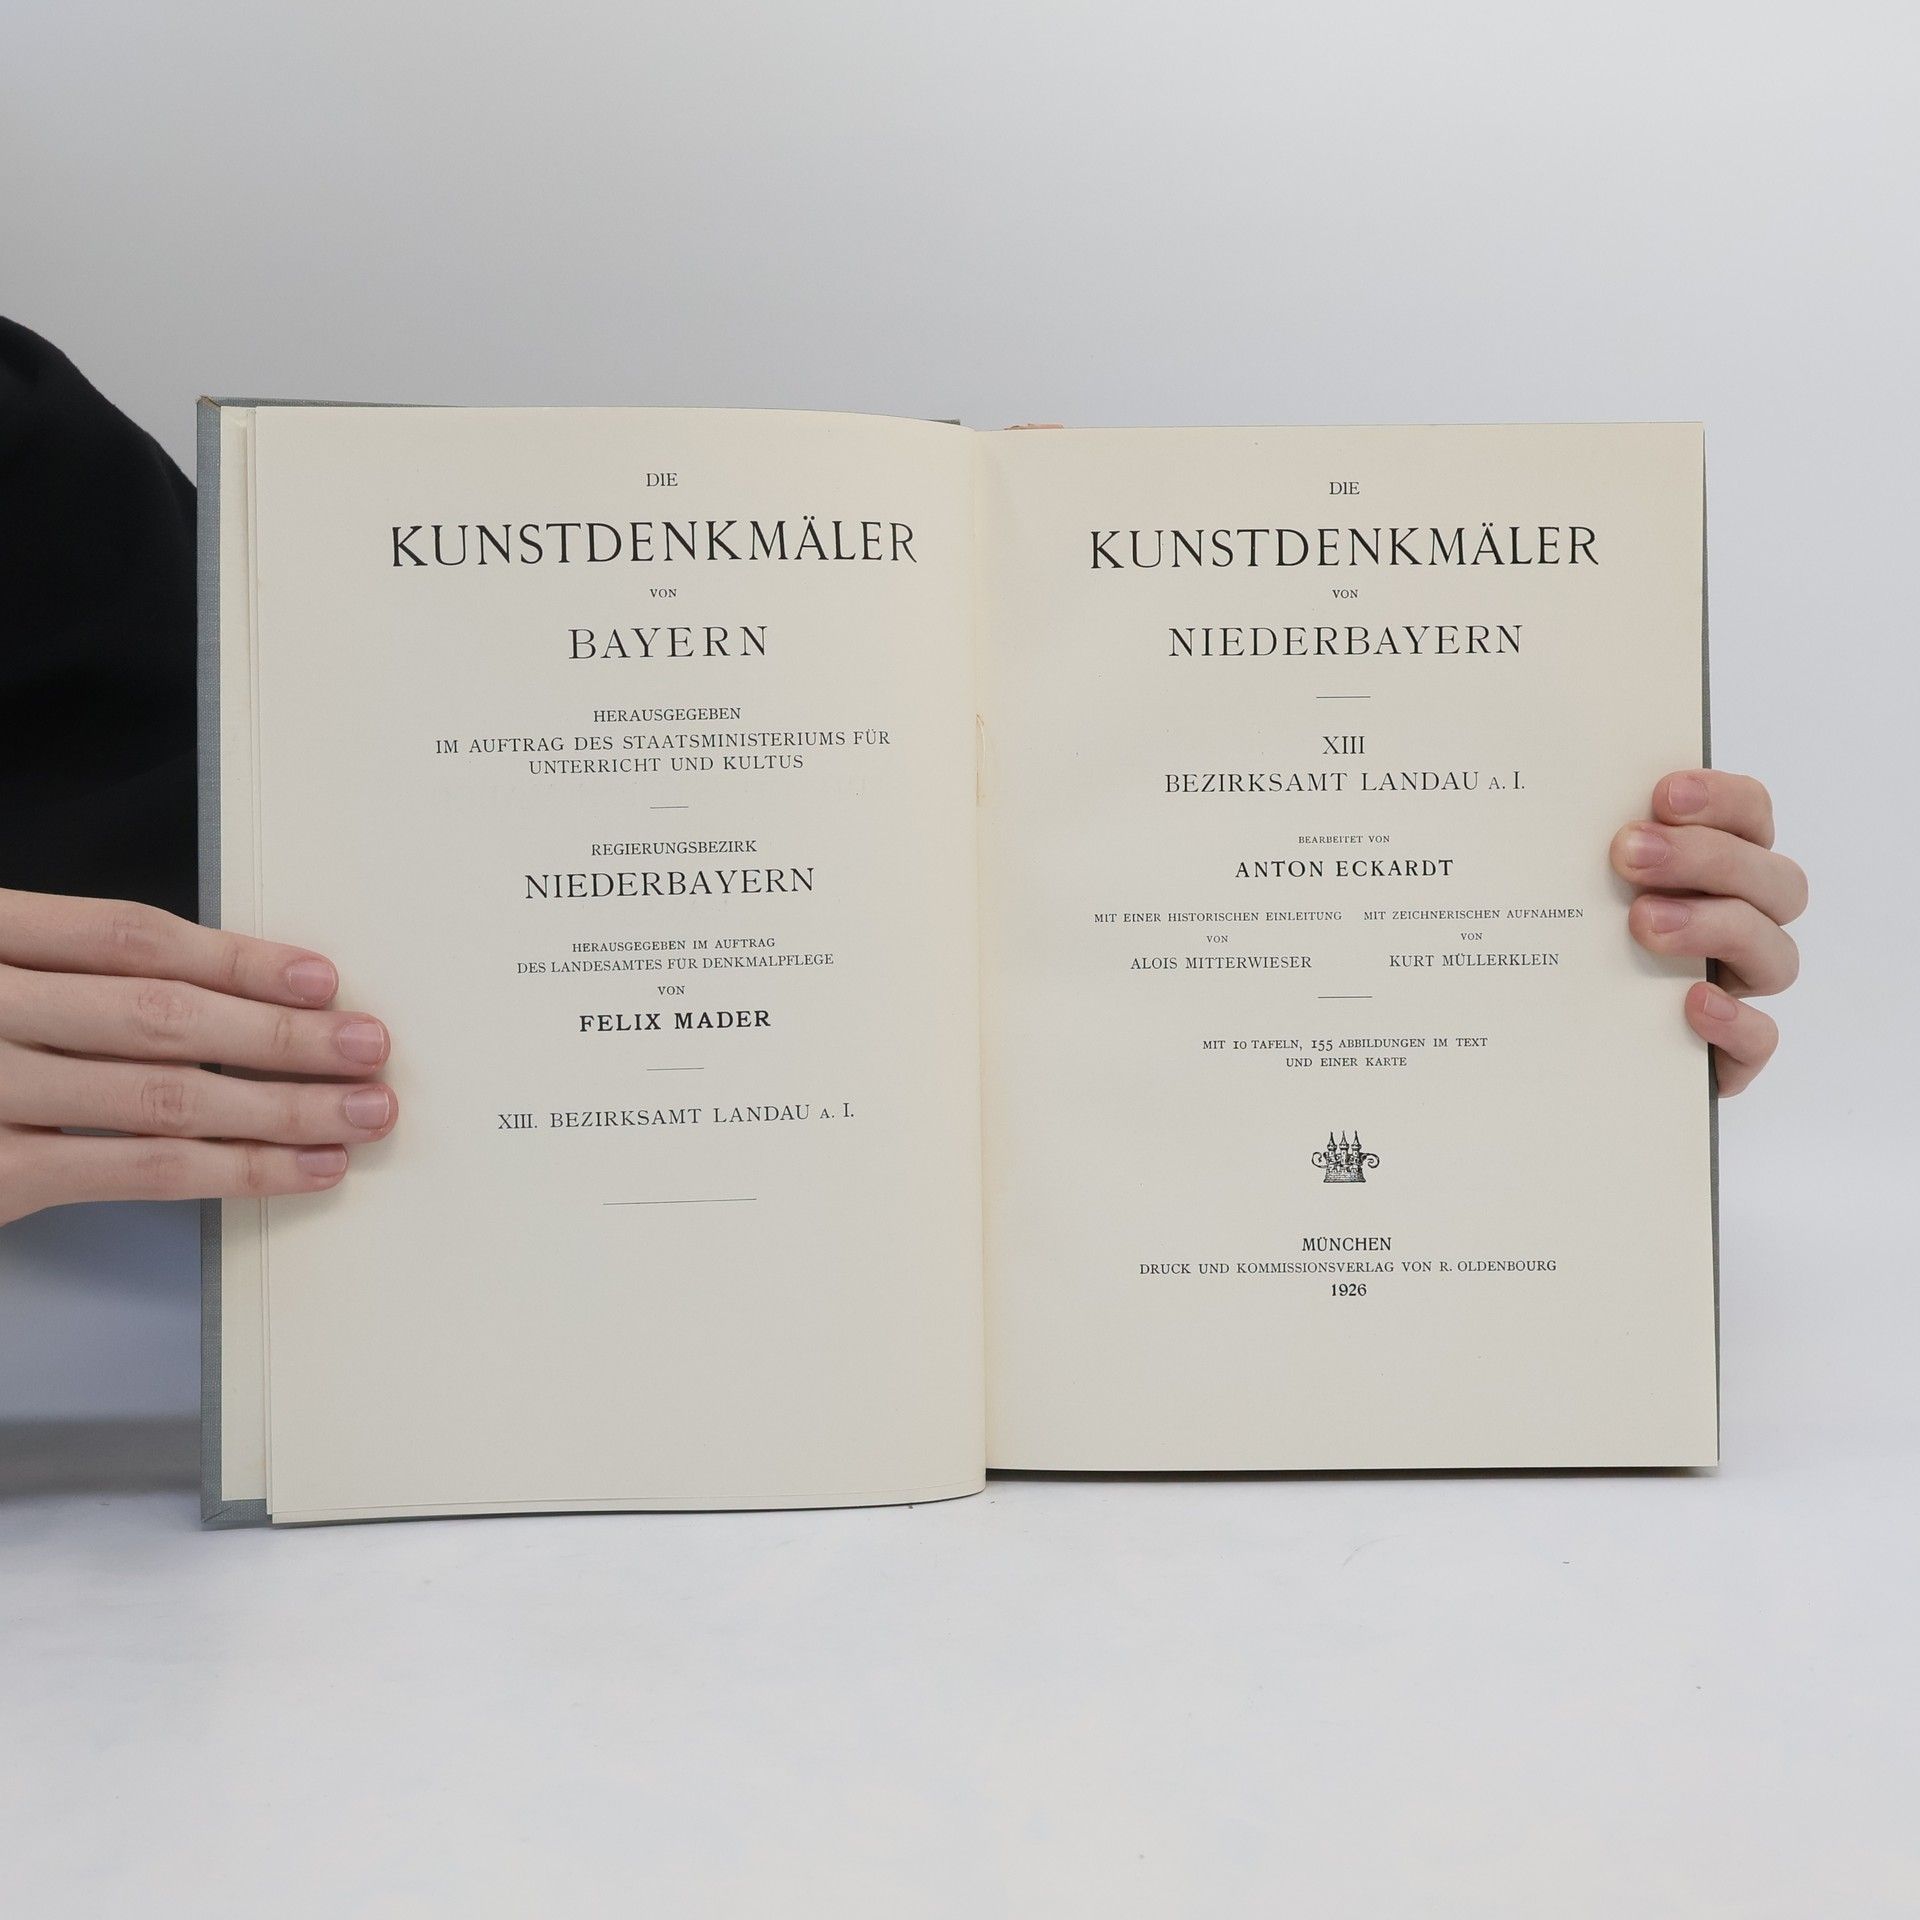 DIE
KUNSTDENKMÄLER
VON
BAYERN
HERAUSGEGEBEN
IM AUFTRAG DES STAATSMINISTERIUMS FÜR
UNTERRICHT UND KULTUS
REGIERUNGSBEZIRK
NIEDERBAYERN
HERAUSGEGEBEN IM AUFTRAG
DES LANDESAMTES FÜR DENKMALPFLEGE
VON
FELIX MADER
XIII. BEZIRKSAMT LANDAU A. I.
DIE
KUNSTDENKMÄLER
VON
NIEDERBAYERN
XIII
BEZIRKSAMT LANDAU A. I.
BEARBEITET VON
ANTON ECKARDT
MIT EINER HISTORISCHEN EINLEITUNG
VON
ALOIS MITTERWIESER
MIT ZEICHNERISCHEN AUFNAHMEN
VON
KURT MÜLLERKLEIN
MIT 10 TAFELN, 155 ABBILDUNGEN IM TEXT
UND EINER KARTE
MÜNCHEN
DRUCK UND KOMMISSIONSVERLAG VON R. OLDENBOURG
1926